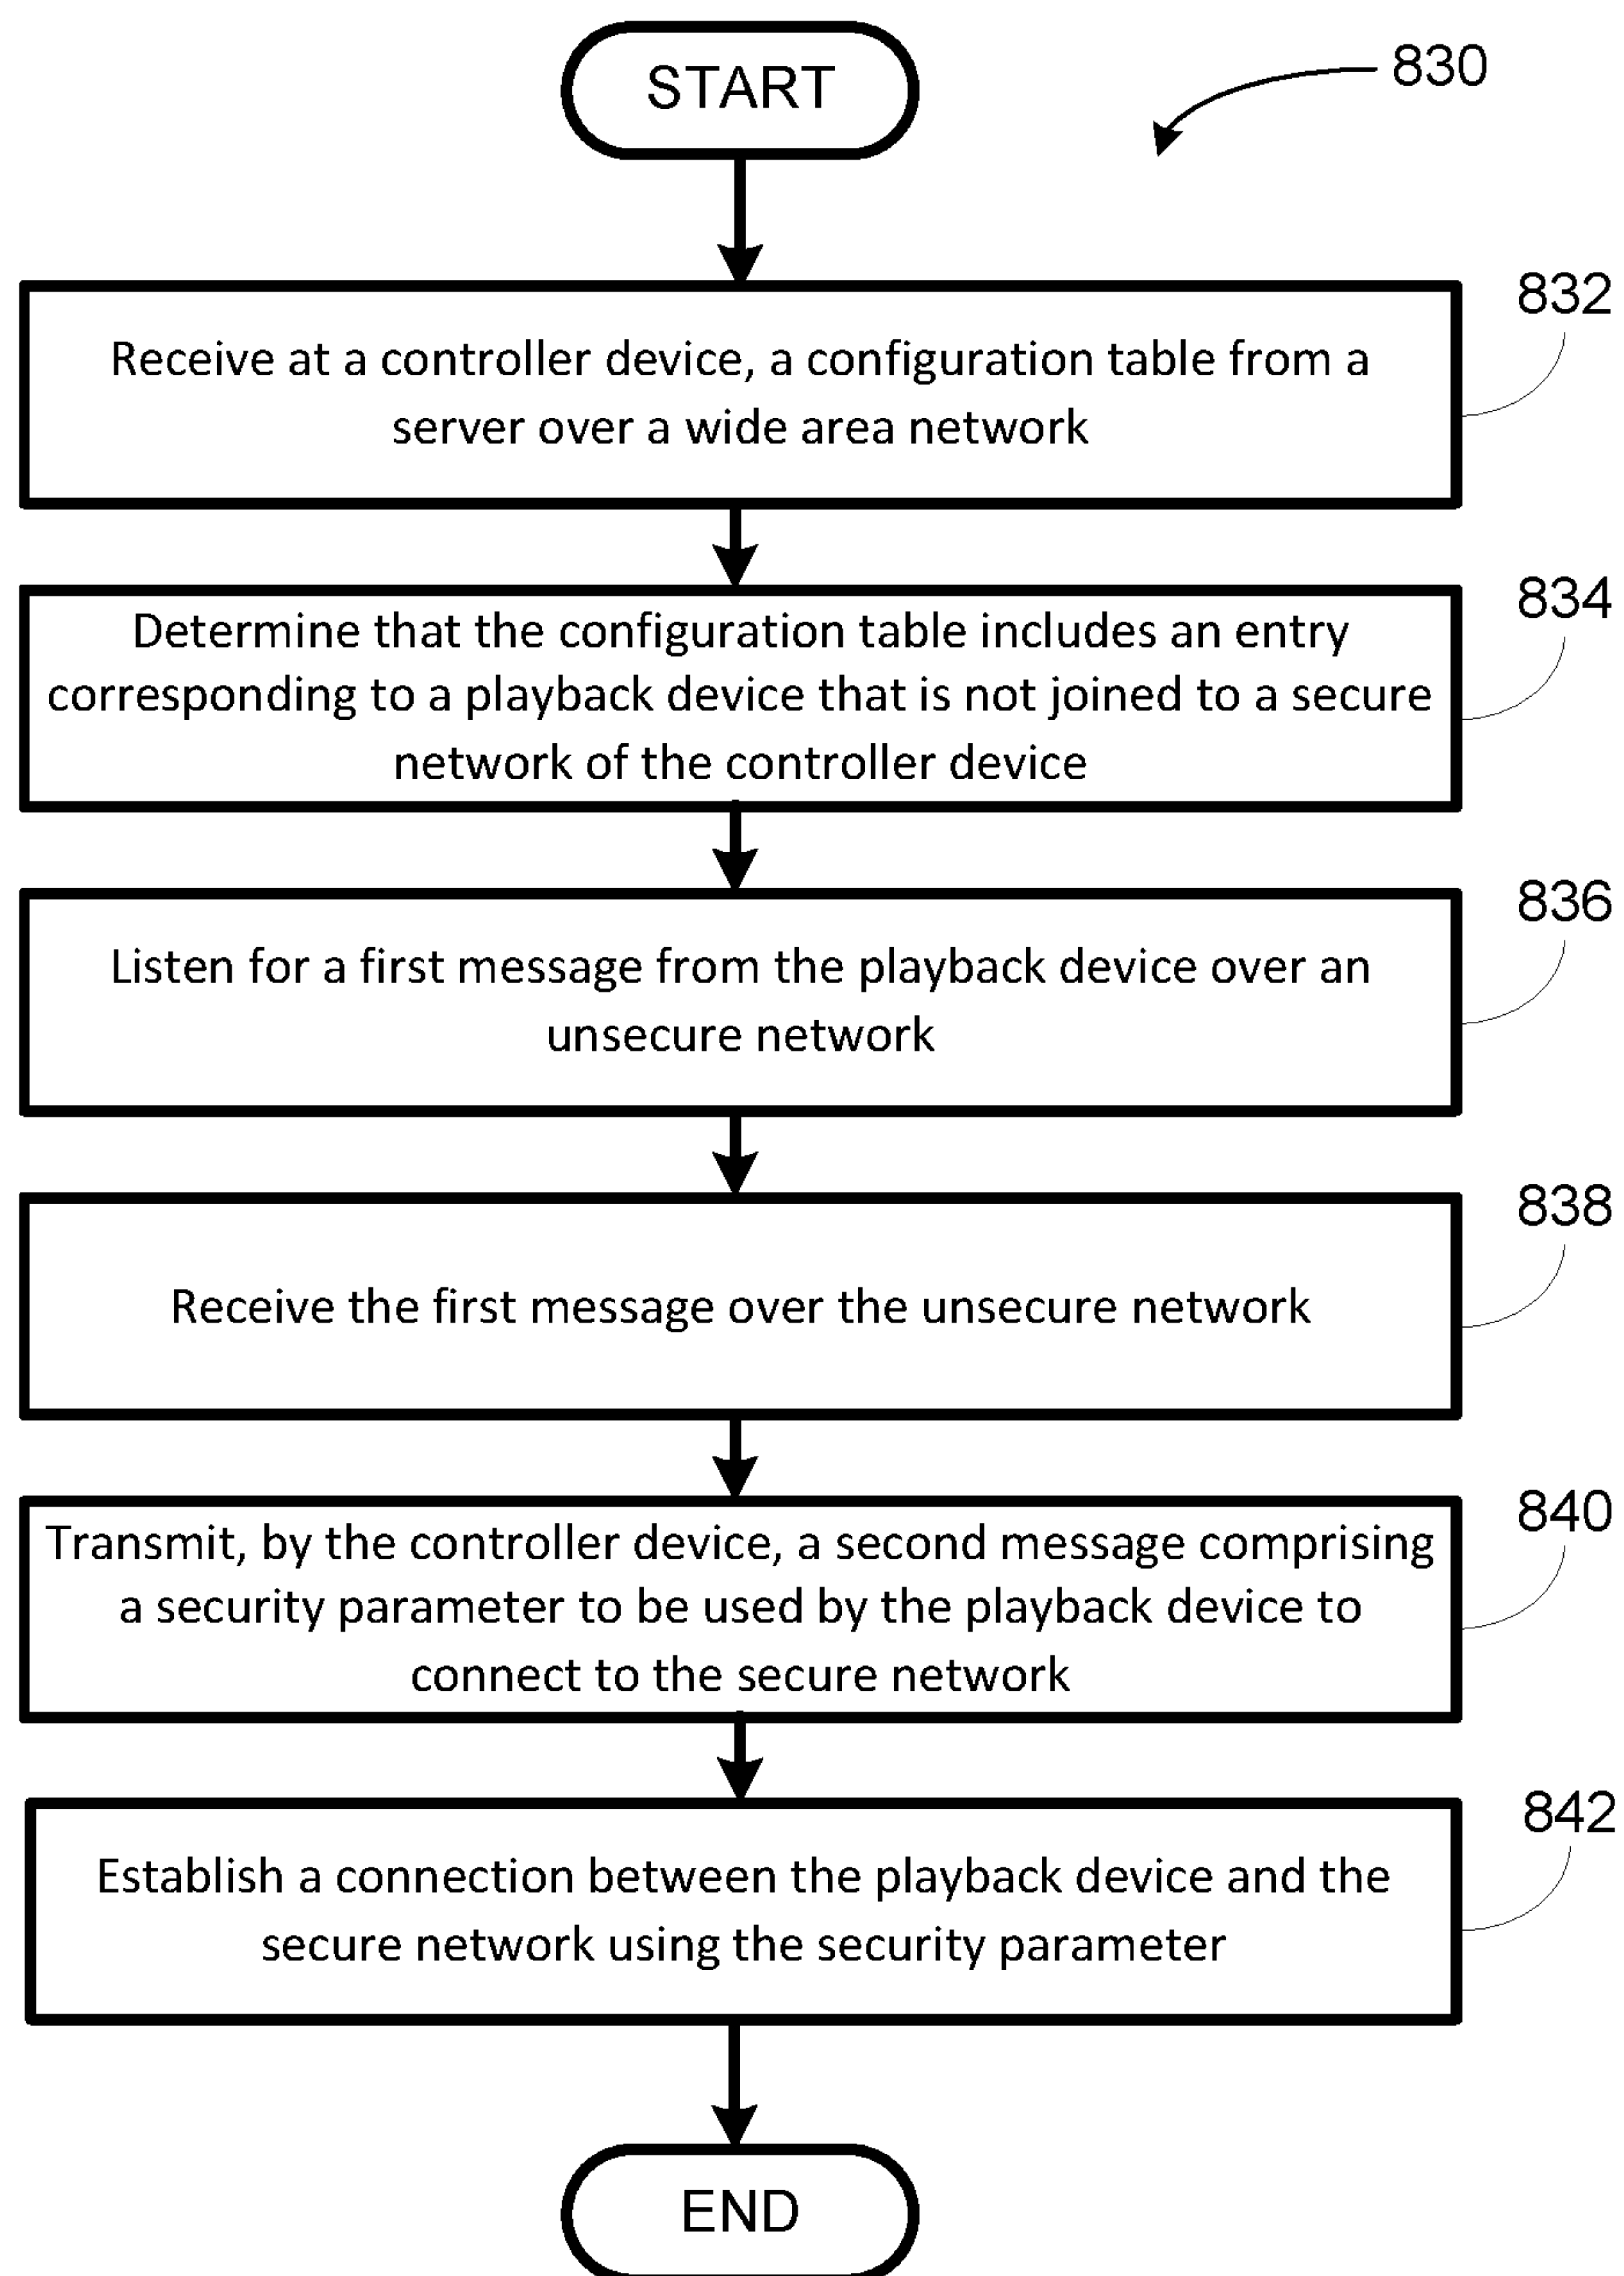 START
830
832
Receive at a controller device, a configuration table from a
server over a wide area network
834
Determine that the configuration table includes an entry
corresponding to a playback device that is not joined to a secure
network of the controller device
836
Listen for a first message from the playback device over an
unsecure network
838
Receive the first message over the unsecure network
840
Transmit, by the controller device, a second message comprising
a security parameter to be used by the playback device to
connect to the secure network
842
Establish a connection between the playback device and the
secure network using the security parameter
END